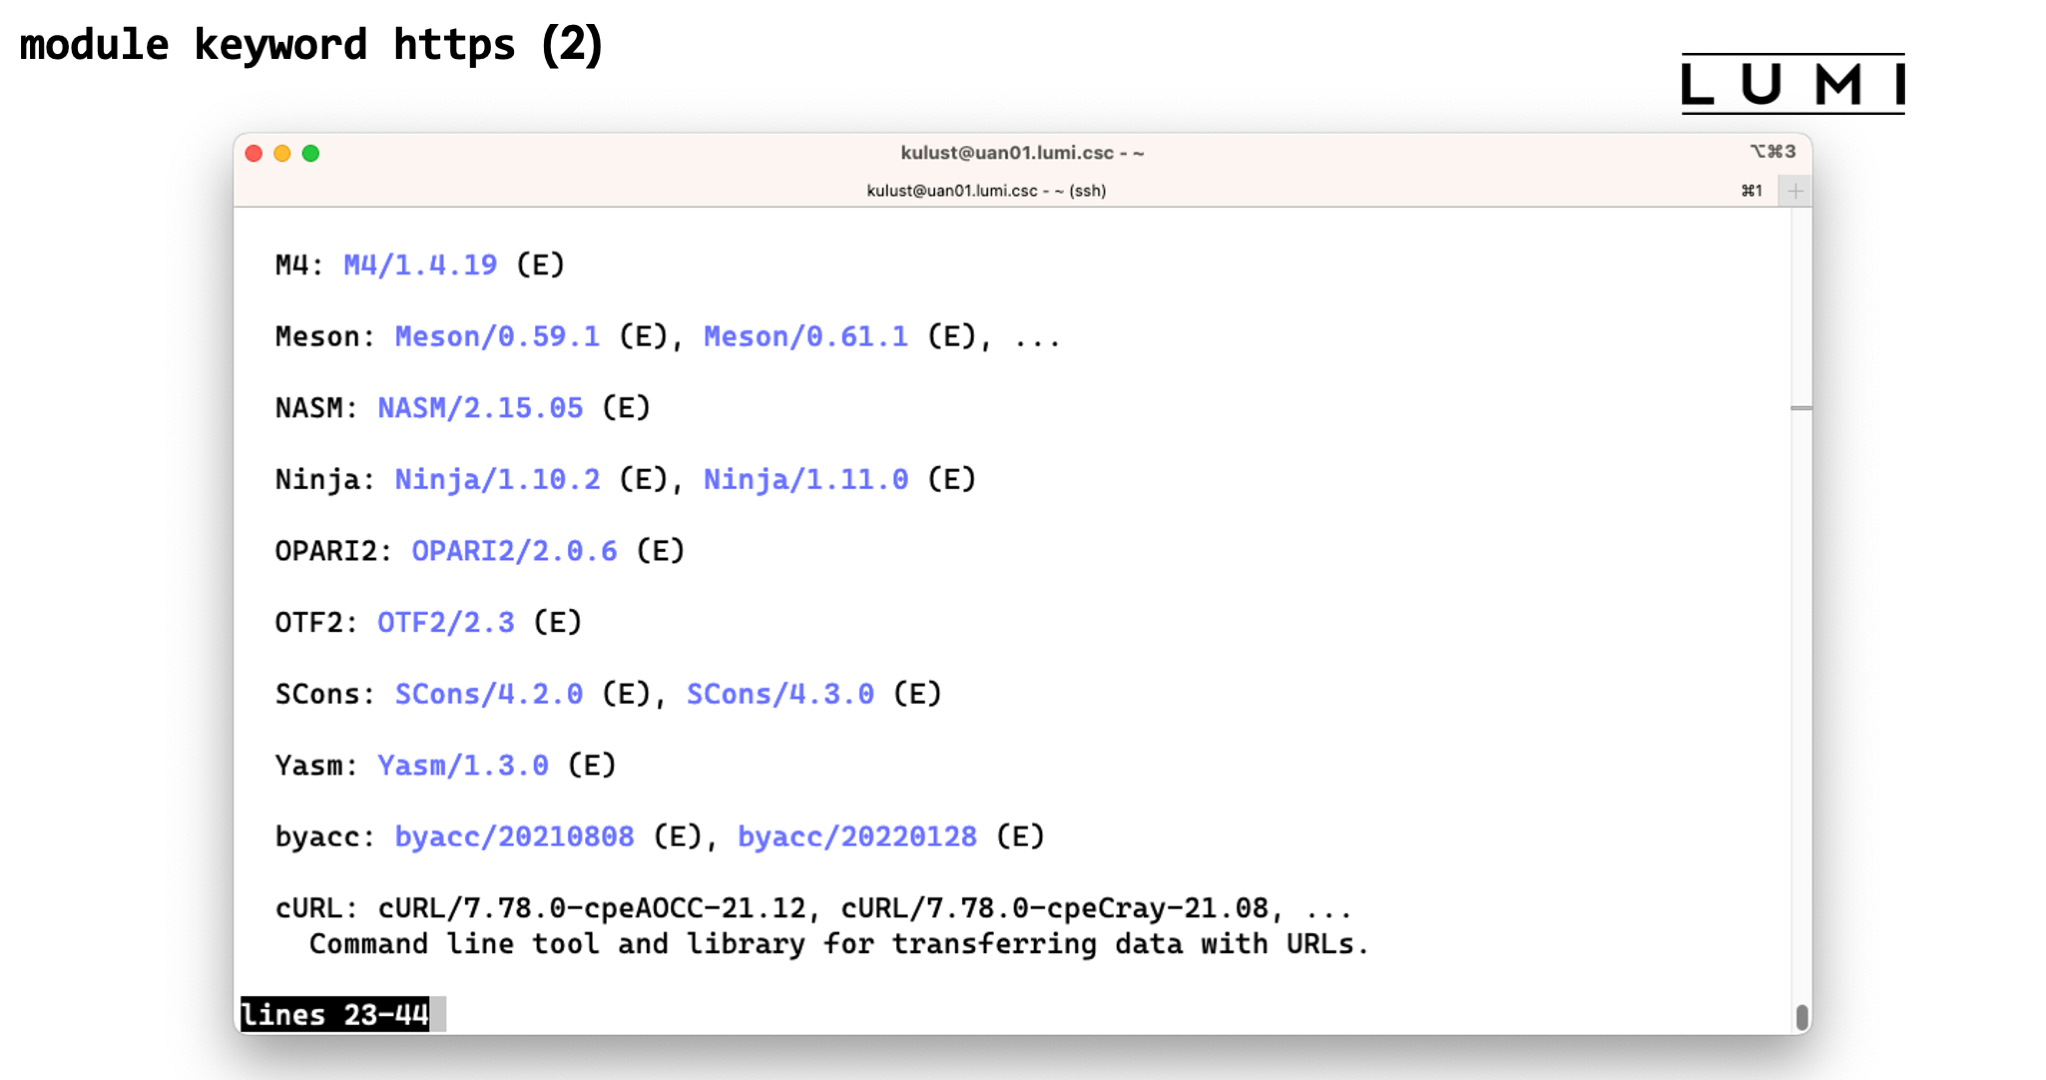 module keyword https (2)
LUMI
kulust@uan01.lumi.csc - ~
⌥⌘3
kulust@uan01.lumi.csc - ~ (ssh)
⌘1
+
M4: M4/1.4.19 (E)
Meson: Meson/0.59.1 (E), Meson/0.61.1 (E), ...
NASM: NASM/2.15.05 (E)
Ninja: Ninja/1.10.2 (E), Ninja/1.11.0 (E)
OPARI2: OPARI2/2.0.6 (E)
OTF2: OTF2/2.3 (E)
SCons: SCons/4.2.0 (E), SCons/4.3.0 (E)
Yasm: Yasm/1.3.0 (E)
byacc: byacc/20210808 (E), byacc/20220128 (E)
cURL: cURL/7.78.0-cpeAOCC-21.12, cURL/7.78.0-cpeCray-21.08, ...
Command line tool and library for transferring data with URLs.
lines 23-44